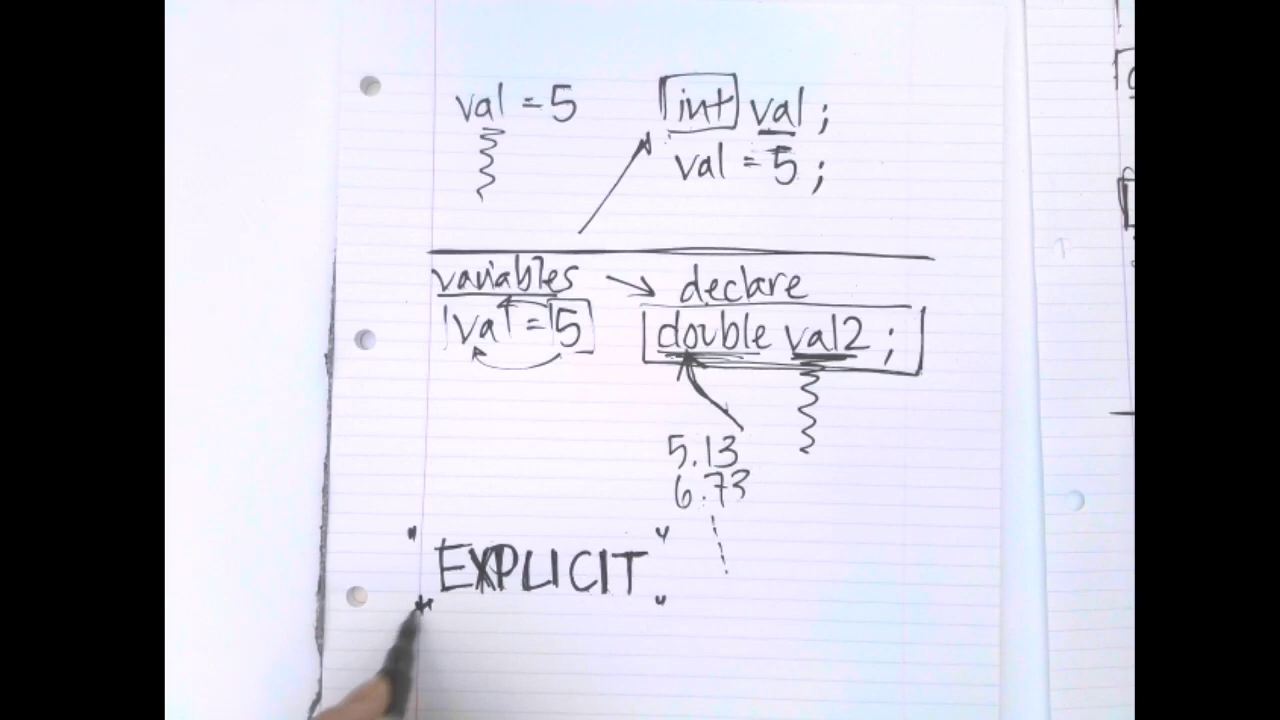 val = 5
int val ;
val = 5 ;
variables → declare
val = 5
double val2 ;
5.13
6.73
" EXPLICIT "